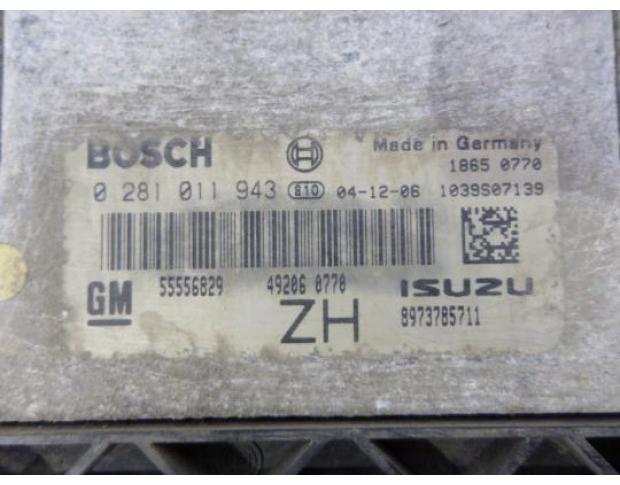 BOSCH Made in Germany
1865 0770
0 281 011 943 810 04-12-06 1039S07139
GM 55556829 49206 0770 ISUZU
ZH 8973785711